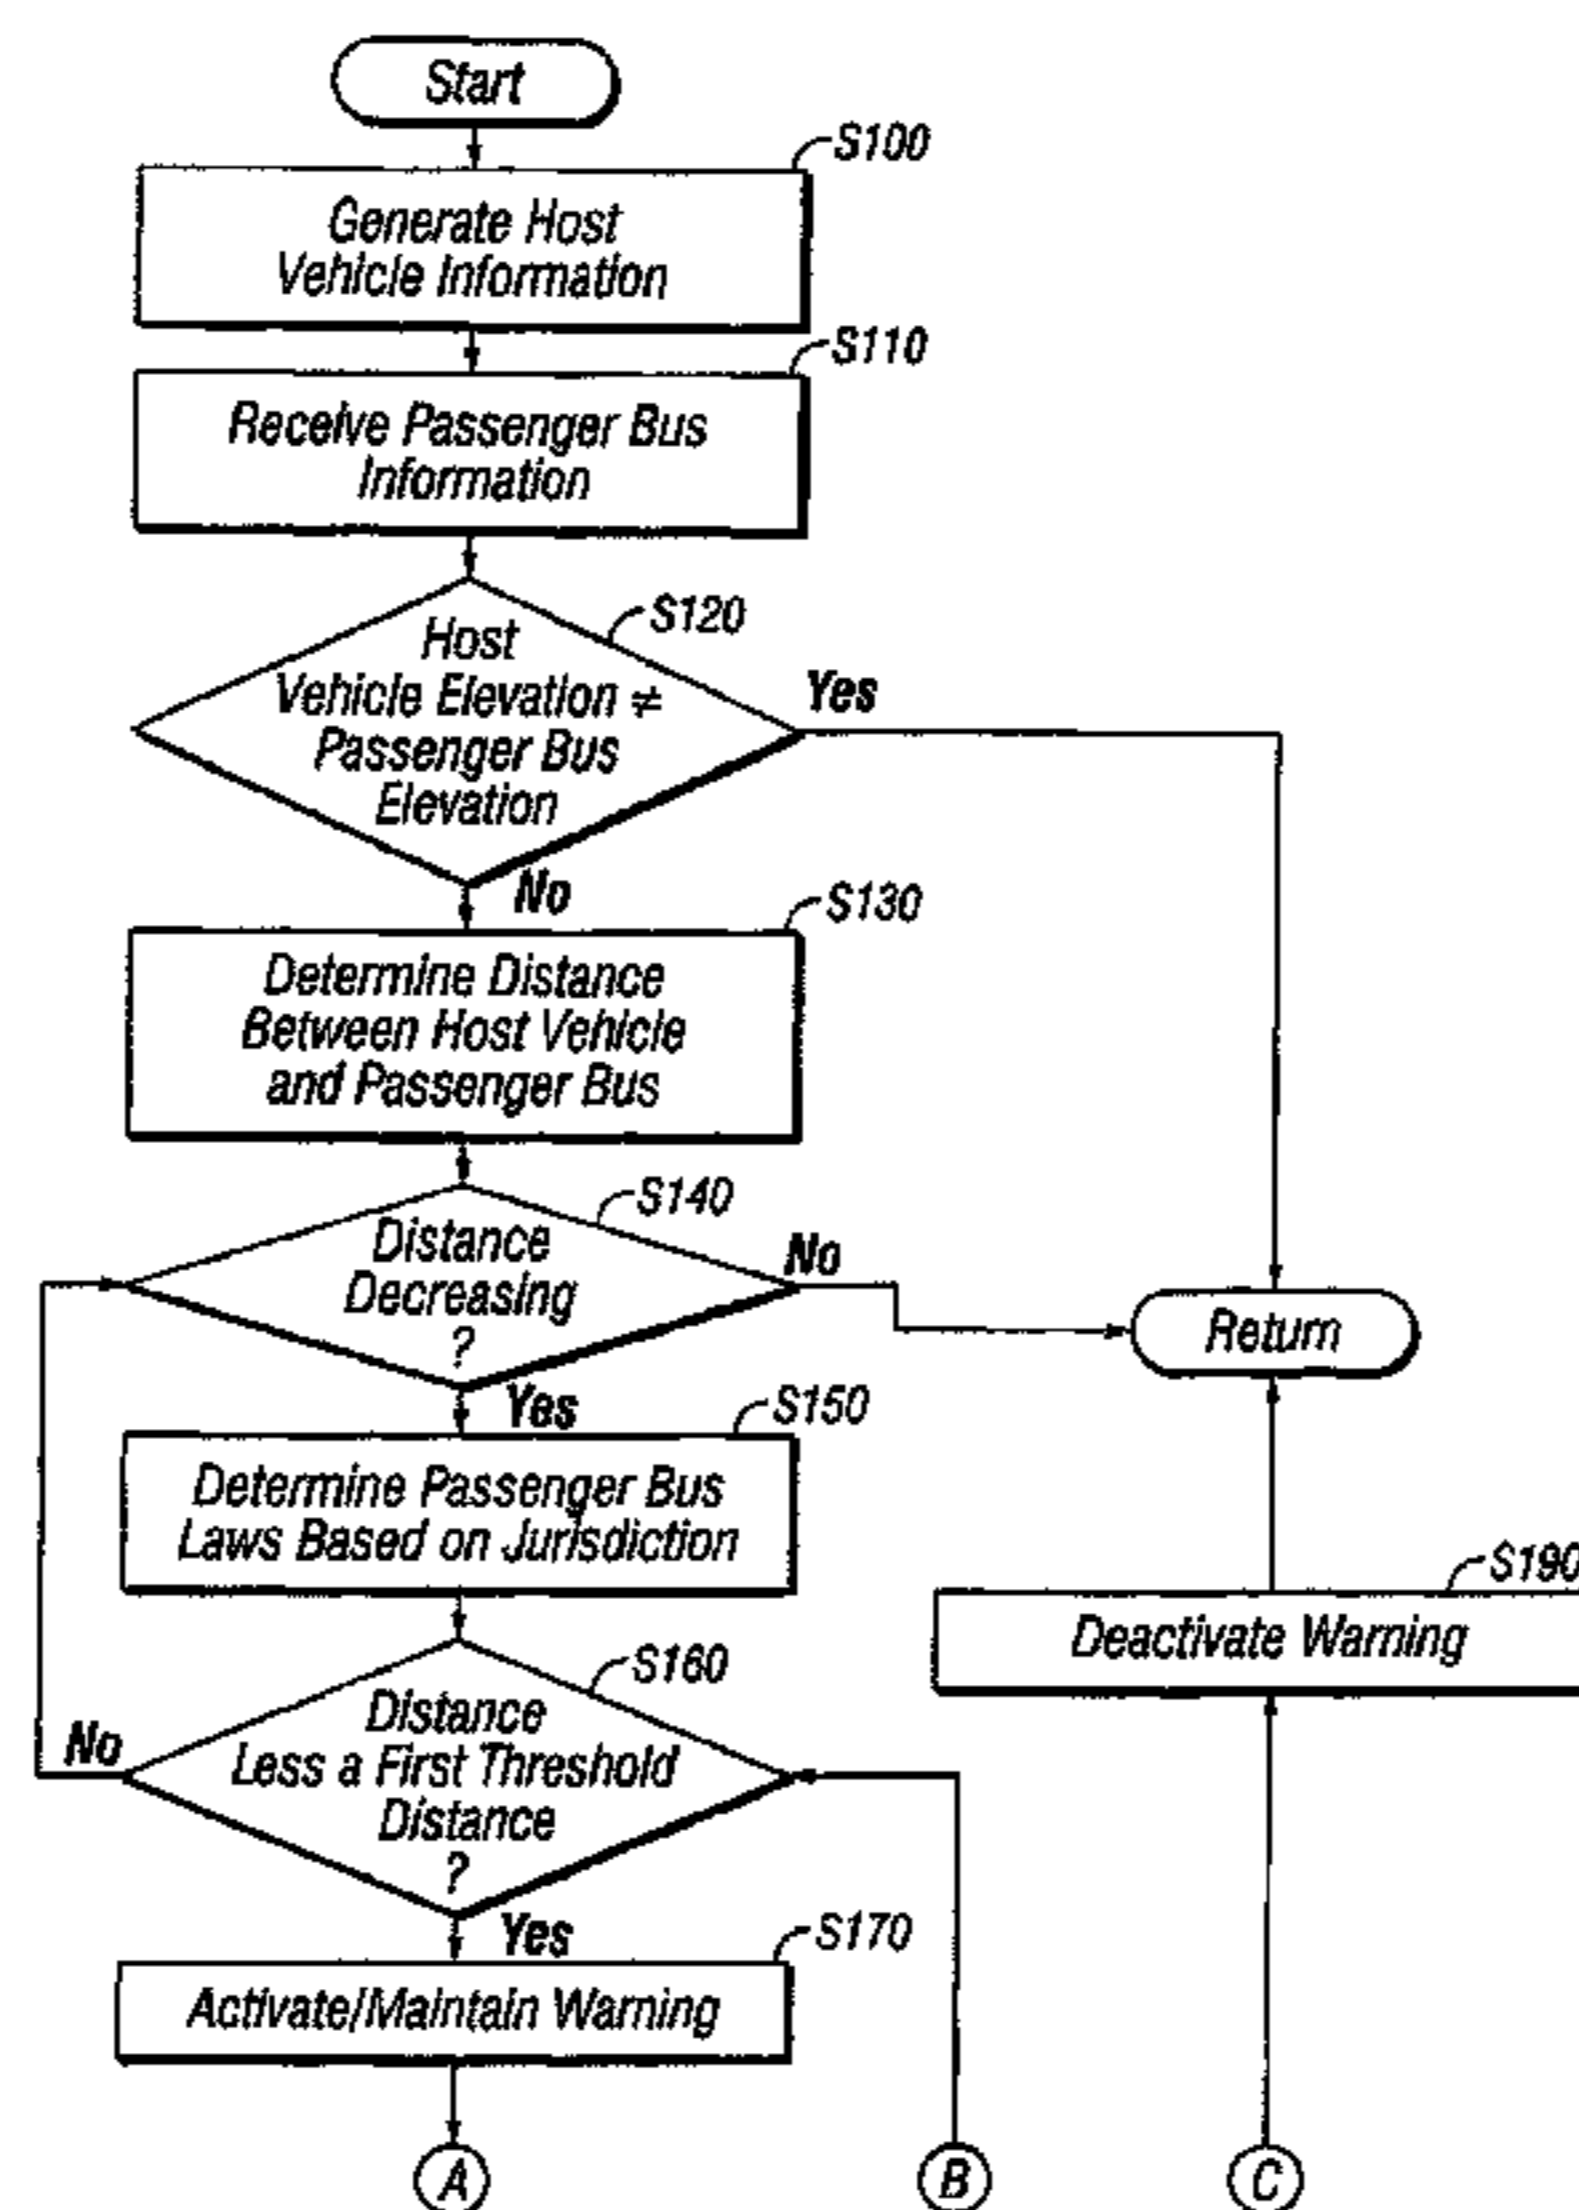 Start
S100
Generate Host
Vehicle Information
S110
Receive Passenger Bus
Information
S120
Host
Vehicle Elevation ≠
Passenger Bus
Elevation
Yes
No
S130
Determine Distance
Between Host Vehicle
and Passenger Bus
S140
Distance
Decreasing
?
No
Return
Yes
S150
Determine Passenger Bus
Laws Based on Jurisdiction
S190
Deactivate Warning
S160
Distance
Less a First Threshold
Distance
?
No
Yes
S170
Activate/Maintain Warning
A
B
C